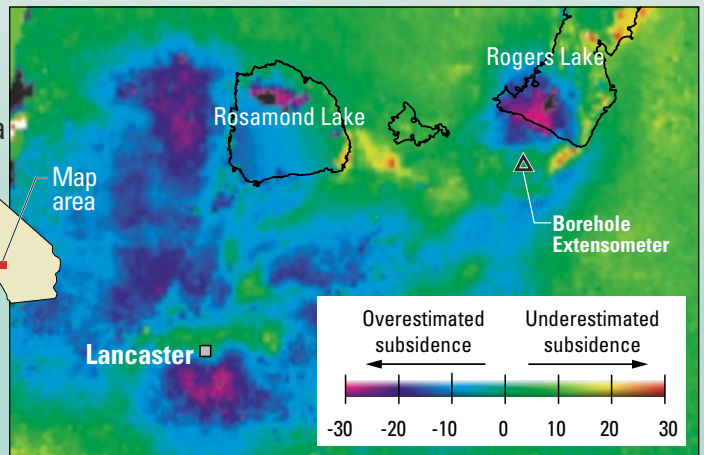 Rogers Lake
Rosamond Lake
a
Map
area
Borehole
Extensometer
Lancaster
Overestimated
subsidence
Underestimated
subsidence
-30 -20 -10 0 10 20 30